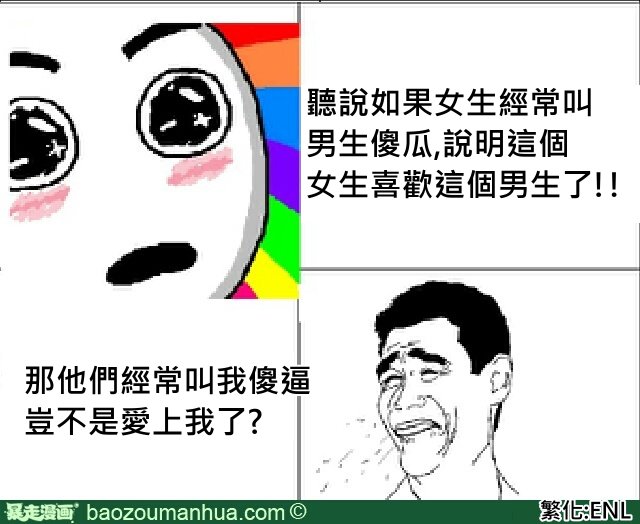 聽說如果女生經常叫
男生傻瓜,說明這個
女生喜歡這個男生了!!
那他們經常叫我傻逼
豈不是愛上我了?
暴走漫画 baozoumanhua.com ©
繁化:ENL